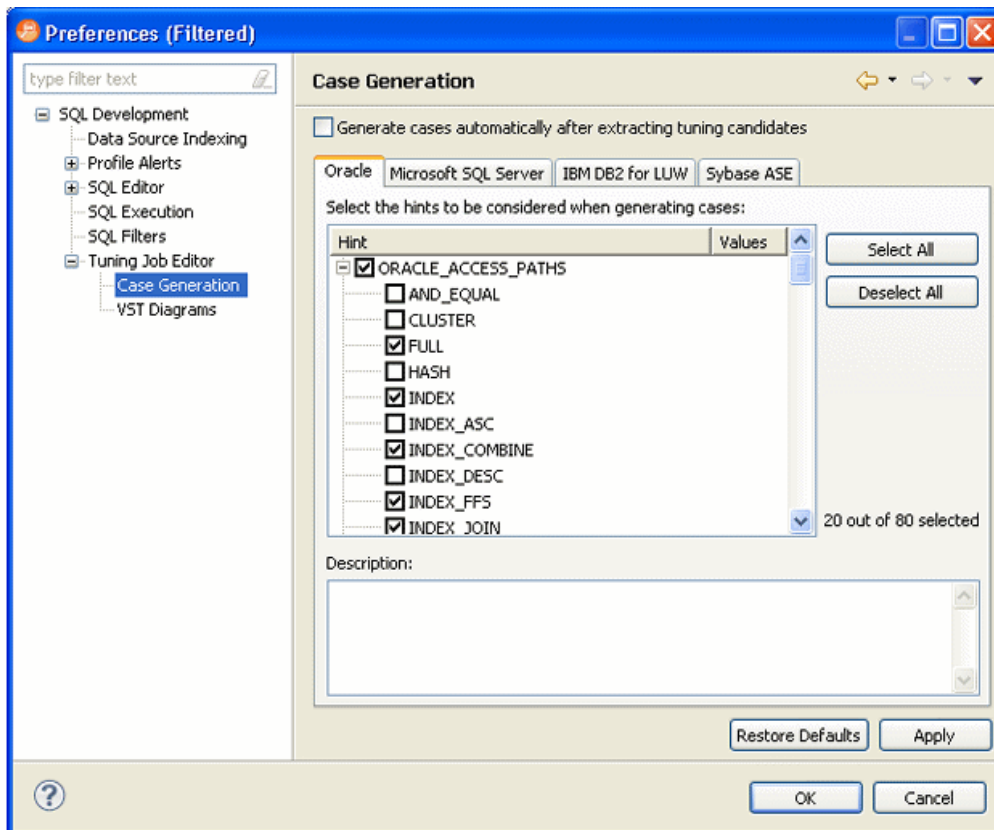 Preferences (Filtered)
type filter text
SQL Development
Data Source Indexing
Profile Alerts
SQL Editor
SQL Execution
SQL Filters
Tuning Job Editor
Case Generation
VST Diagrams
Case Generation
Generate cases automatically after extracting tuning candidates
Oracle Microsoft SQL Server IBM DB2 for LUW Sybase ASE
Select the hints to be considered when generating cases:
Hint Values
ORACLE_ACCESS_PATHS
AND_EQUAL
CLUSTER
FULL
HASH
INDEX
INDEX_ASC
INDEX_COMBINE
INDEX_DESC
INDEX_FFS
INDEX_JOIN
Select All
Deselect All
20 out of 80 selected
Description:
Restore Defaults Apply
? OK Cancel